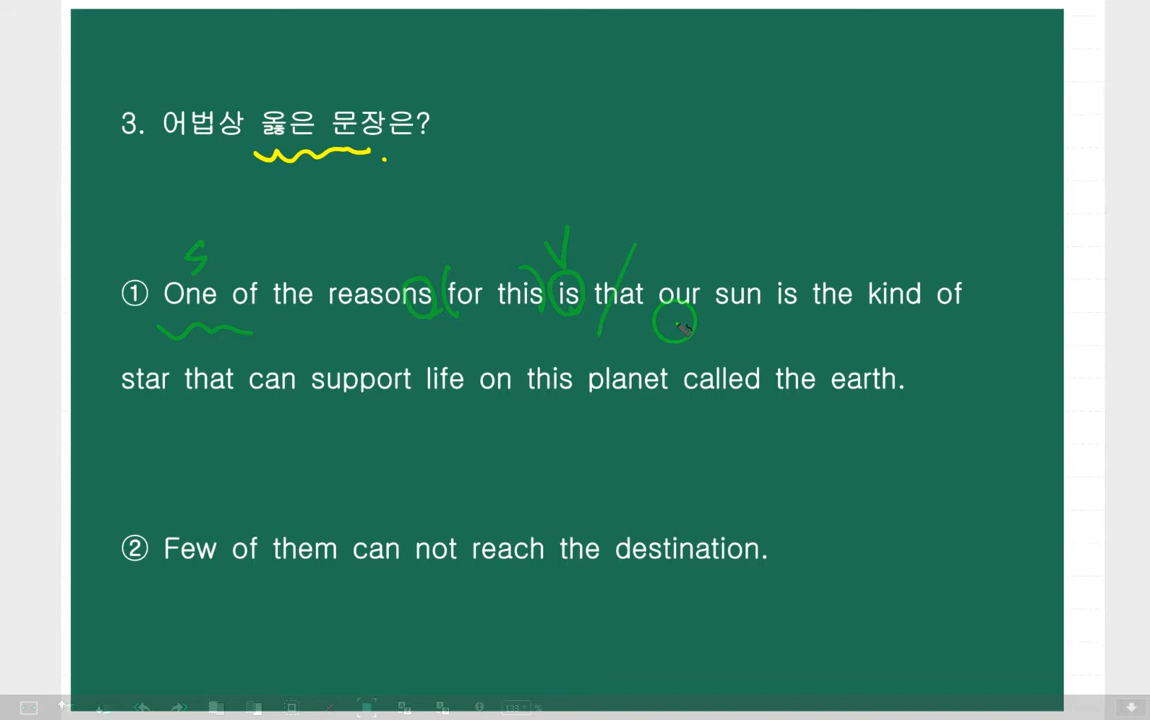 3. 어법상 옳은 문장은?
S
V
① One of the reasons for this is that our sun is the kind of
star that can support life on this planet called the earth.
② Few of them can not reach the destination.
133 %